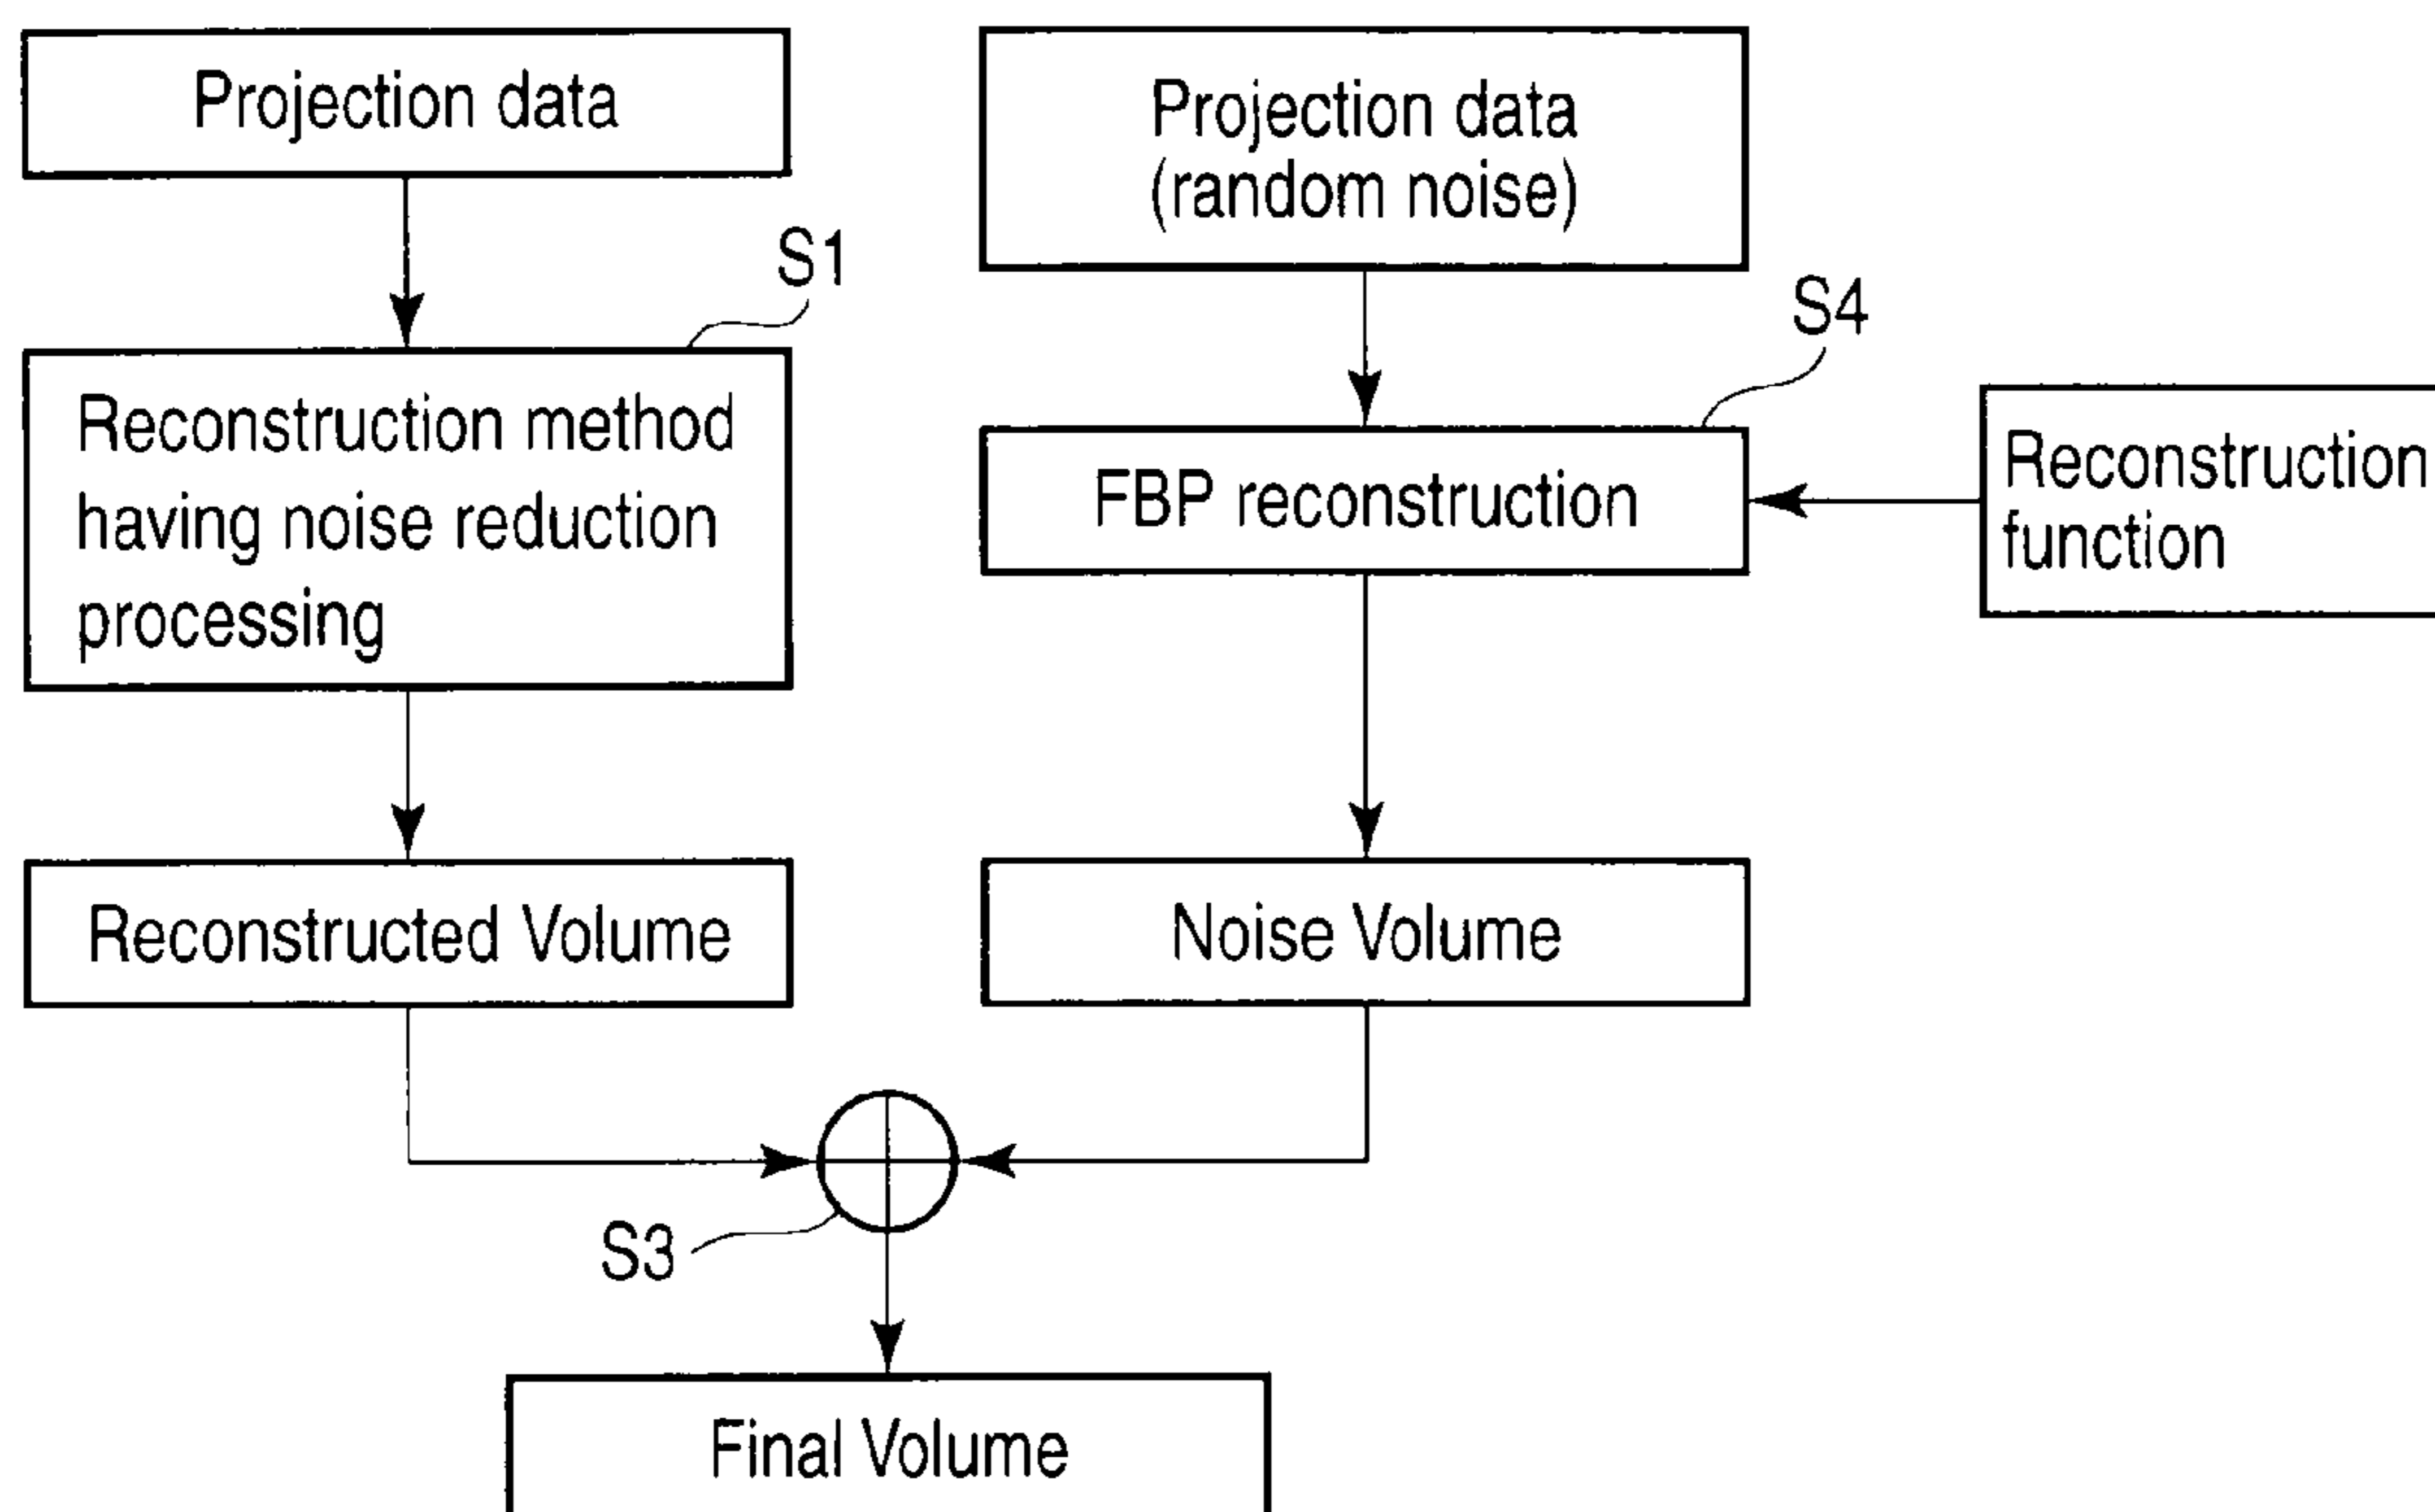 Projection data
Projection data
(random noise)
S1
S4
Reconstruction method
having noise reduction
processing
FBP reconstruction
Reconstruction
function
Reconstructed Volume
Noise Volume
S3
Final Volume